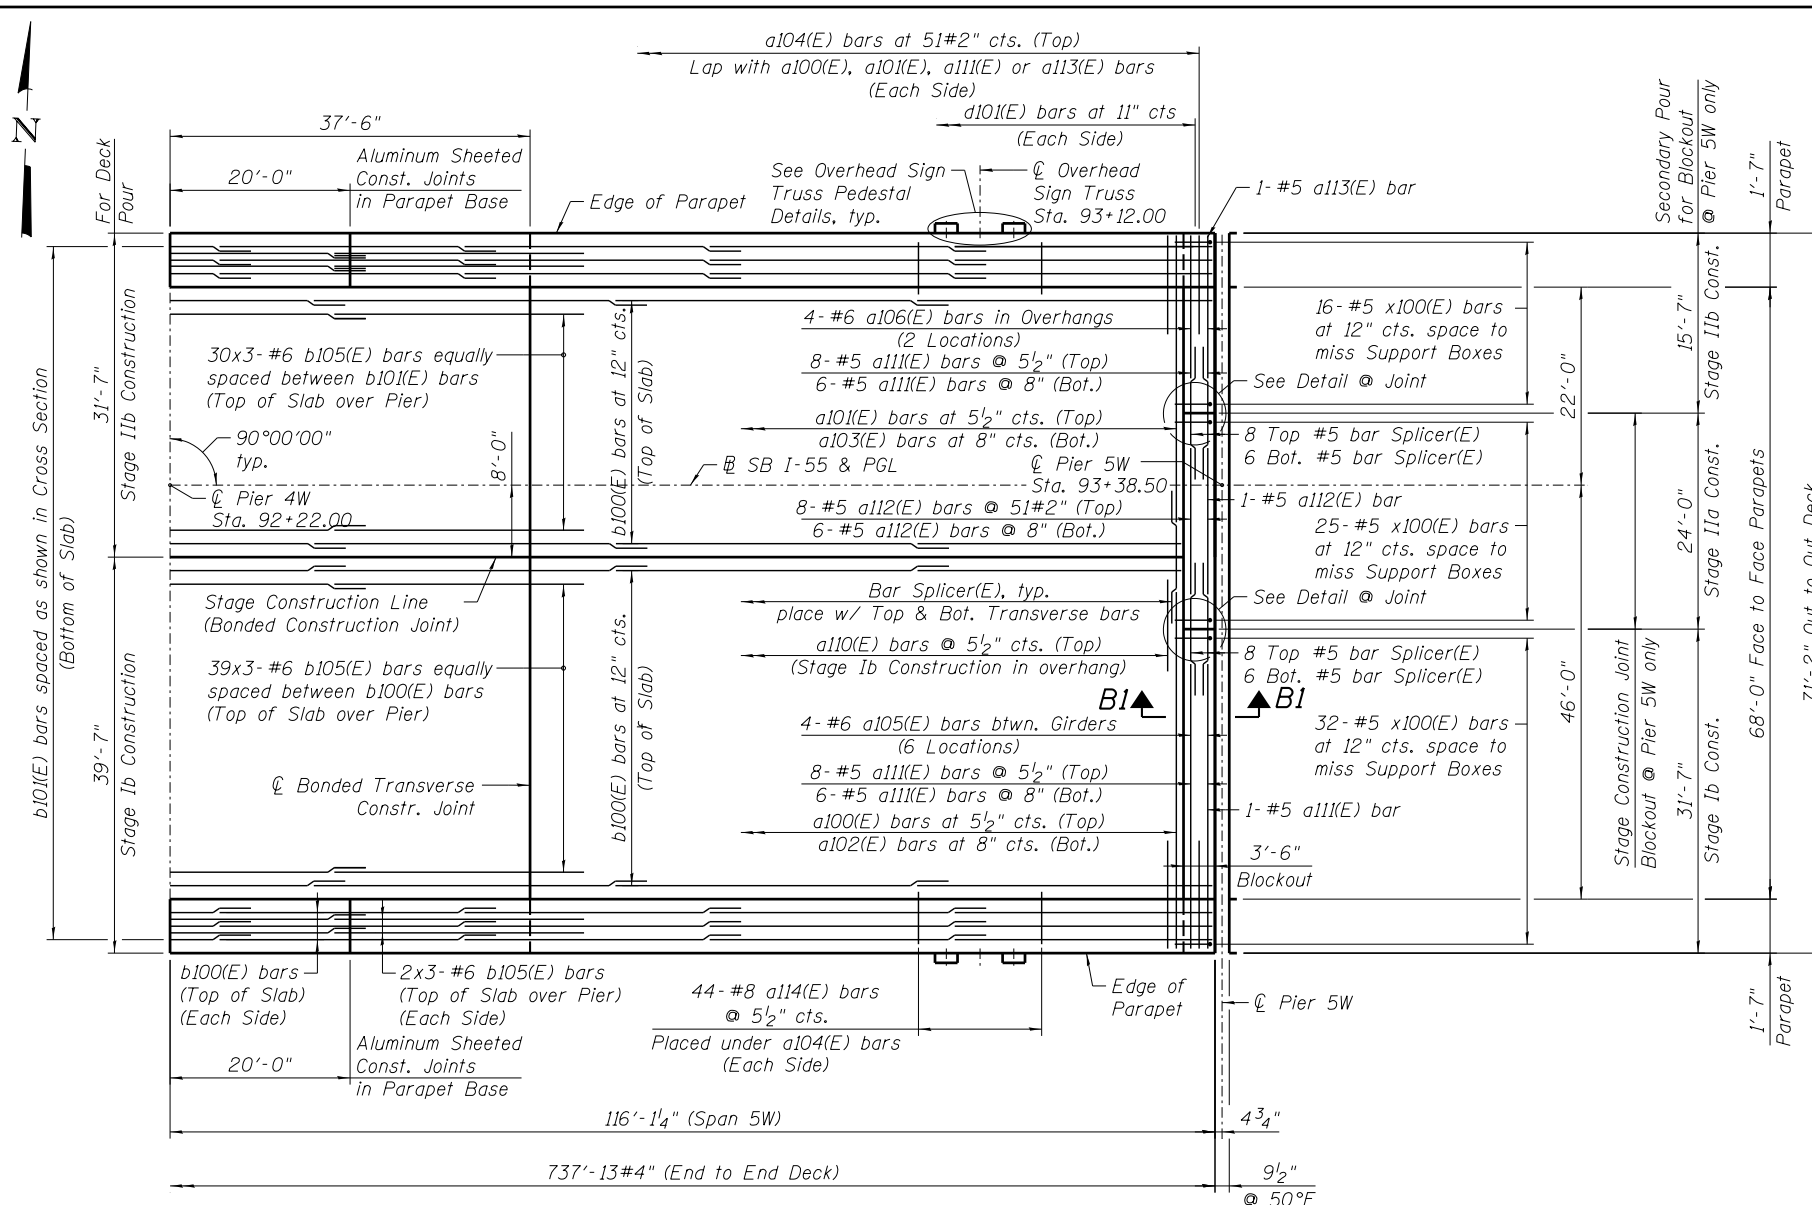 a104(E) bars at 51#2" cts. (Top)
Lap with a100(E), a101(E), a111(E) or a113(E) bars
(Each Side)
d101(E) bars at 11" cts
(Each Side)
N
For Deck
Pour
37'-6"
20'-0"
Aluminum Sheeted
Const. Joints
in Parapet Base
Edge of Parapet
See Overhead Sign
Truss Pedestal
Details, typ.
℄ Overhead
Sign Truss
Sta. 93+12.00
1-#5 a113(E) bar
Secondary Pour
for Blockout
@ Pier 5W only
1'-7"
Parapet
b101(E) bars spaced as shown in Cross Section
(Bottom of Slab)
31'-7"
Stage IIb Construction
39'-7"
Stage Ib Construction
30x3-#6 b105(E) bars equally
spaced between b101(E) bars
(Top of Slab over Pier)
90°00'00"
typ.
℄ Pier 4W
Sta. 92+22.00
8'-0"
b100(E) bars at 12" cts.
(Top of Slab)
4-#6 a106(E) bars in Overhangs
(2 Locations)
8-#5 a111(E) bars @ 5½" (Top)
6-#5 a111(E) bars @ 8" (Bot.)
a101(E) bars at 5½" cts. (Top)
a103(E) bars at 8" cts. (Bot.)
B SB I-55 & PGL
℄ Pier 5W
Sta. 93+38.50
8-#5 a112(E) bars @ 51#2" (Top)
6-#5 a112(E) bars @ 8" (Bot.)
16-#5 x100(E) bars
at 12" cts. space to
miss Support Boxes
See Detail @ Joint
8 Top #5 bar Splicer(E)
6 Bot. #5 bar Splicer(E)
1-#5 a112(E) bar
25-#5 x100(E) bars
at 12" cts. space to
miss Support Boxes
See Detail @ Joint
8 Top #5 bar Splicer(E)
6 Bot. #5 bar Splicer(E)
B1
B1
32-#5 x100(E) bars
at 12" cts. space to
miss Support Boxes
1-#5 a111(E) bar
3'-6"
Blockout
Stage Construction Line
(Bonded Construction Joint)
39x3-#6 b105(E) bars equally
spaced between b100(E) bars
(Top of Slab over Pier)
℄ Bonded Transverse
Constr. Joint
b100(E) bars at 12" cts.
(Top of Slab)
Bar Splicer(E), typ.
place w/ Top & Bot. Transverse bars
a110(E) bars @ 5½" cts. (Top)
(Stage Ib Construction in overhang)
4-#6 a105(E) bars btwn. Girders
(6 Locations)
8-#5 a111(E) bars @ 5½" (Top)
6-#5 a111(E) bars @ 8" (Bot.)
a100(E) bars at 5½" cts. (Top)
a102(E) bars at 8" cts. (Bot.)
22'-0"
46'-0"
Stage Construction Joint
Blockout @ Pier 5W only
15'-7"
Stage IIb Const.
24'-0"
Stage IIa Const.
31'-7"
Stage Ib Const.
68'-0" Face to Face Parapets
71'-2" Out to Out Deck
1'-7"
Parapet
b100(E) bars
(Top of Slab)
(Each Side)
2x3-#6 b105(E) bars
(Top of Slab over Pier)
(Each Side)
20'-0"
Aluminum Sheeted
Const. Joints
in Parapet Base
44-#8 a114(E) bars
@ 5½" cts.
Placed under a104(E) bars
(Each Side)
Edge of
Parapet
℄ Pier 5W
116'-1¼" (Span 5W)
4¾"
737'-13#4" (End to End Deck)
9½"
@ 50°F